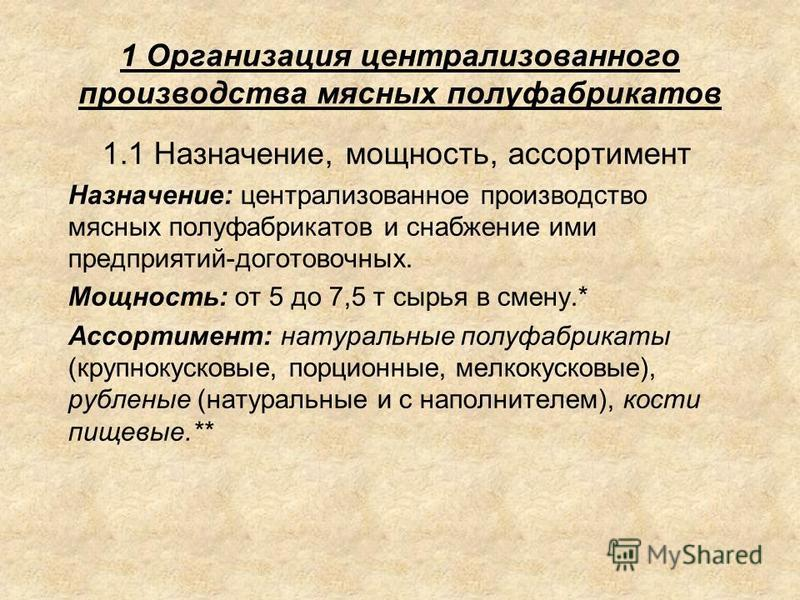 1 Организация централизованного
производства мясных полуфабрикатов
1.1 Назначение, мощность, ассортимент
Назначение: централизованное производство
мясных полуфабрикатов и снабжение ими
предприятий-доготовочных.
Мощность: от 5 до 7,5 т сырья в смену.*
Ассортимент: натуральные полуфабрикаты
(крупнокусковые, порционные, мелкокусковые),
рубленые (натуральные и с наполнителем), кости
пищевые.**
MyShared